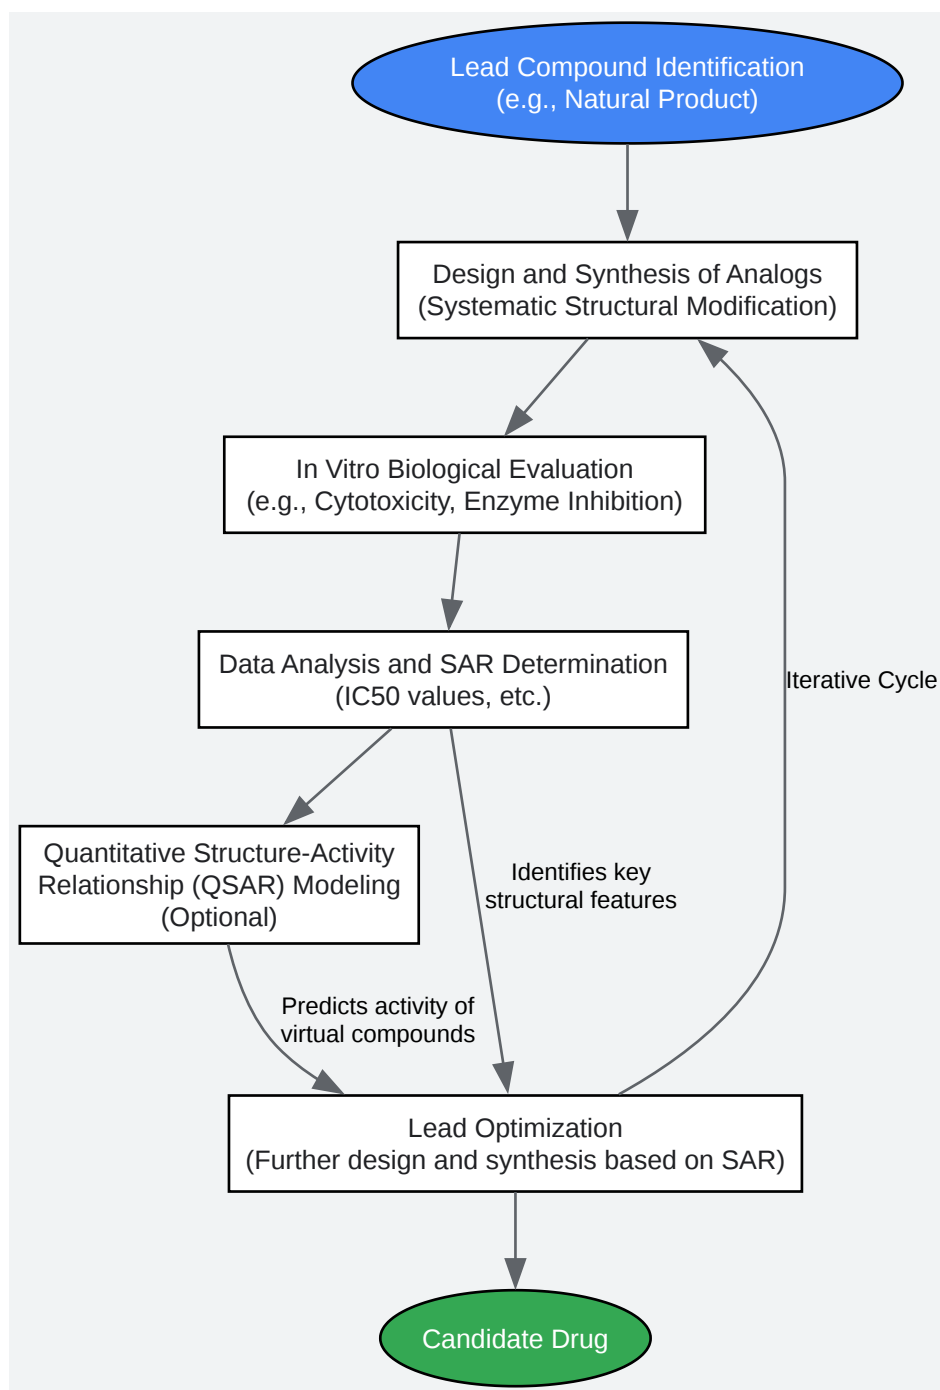 Lead Compound Identification
(e.g., Natural Product)
Design and Synthesis of Analogs
(Systematic Structural Modification)
In Vitro Biological Evaluation
(e.g., Cytotoxicity, Enzyme Inhibition)
Data Analysis and SAR Determination
(IC50 values, etc.)
Iterative Cycle
Quantitative Structure-Activity
Relationship (QSAR) Modeling
(Optional)
Identifies key
structural features
Predicts activity of
virtual compounds
Lead Optimization
(Further design and synthesis based on SAR)
Candidate Drug